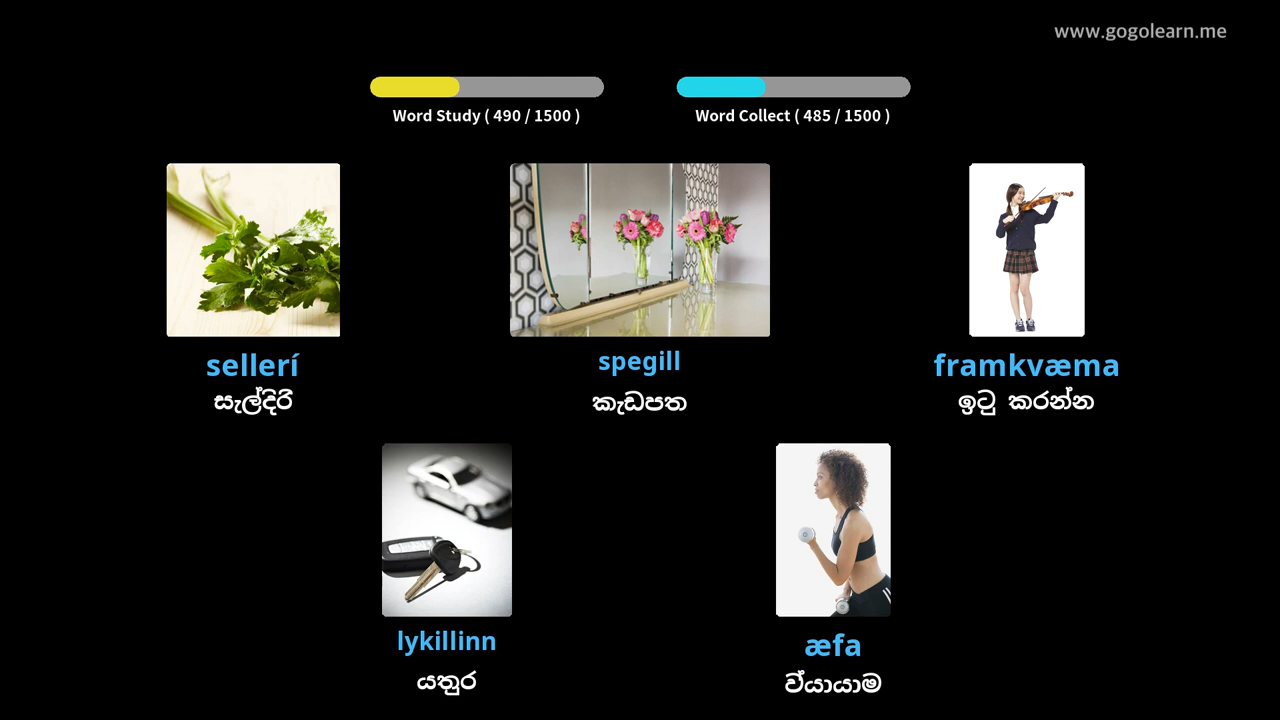 www.gogolearn.me
Word Study ( 490 / 1500 )
Word Collect ( 485 / 1500 )
sellerí
සැල්දිරි
spegill
කැඩපත
framkvæma
ඉටු කරන්න
lykillinn
යතුර
æfa
ව්යායාම